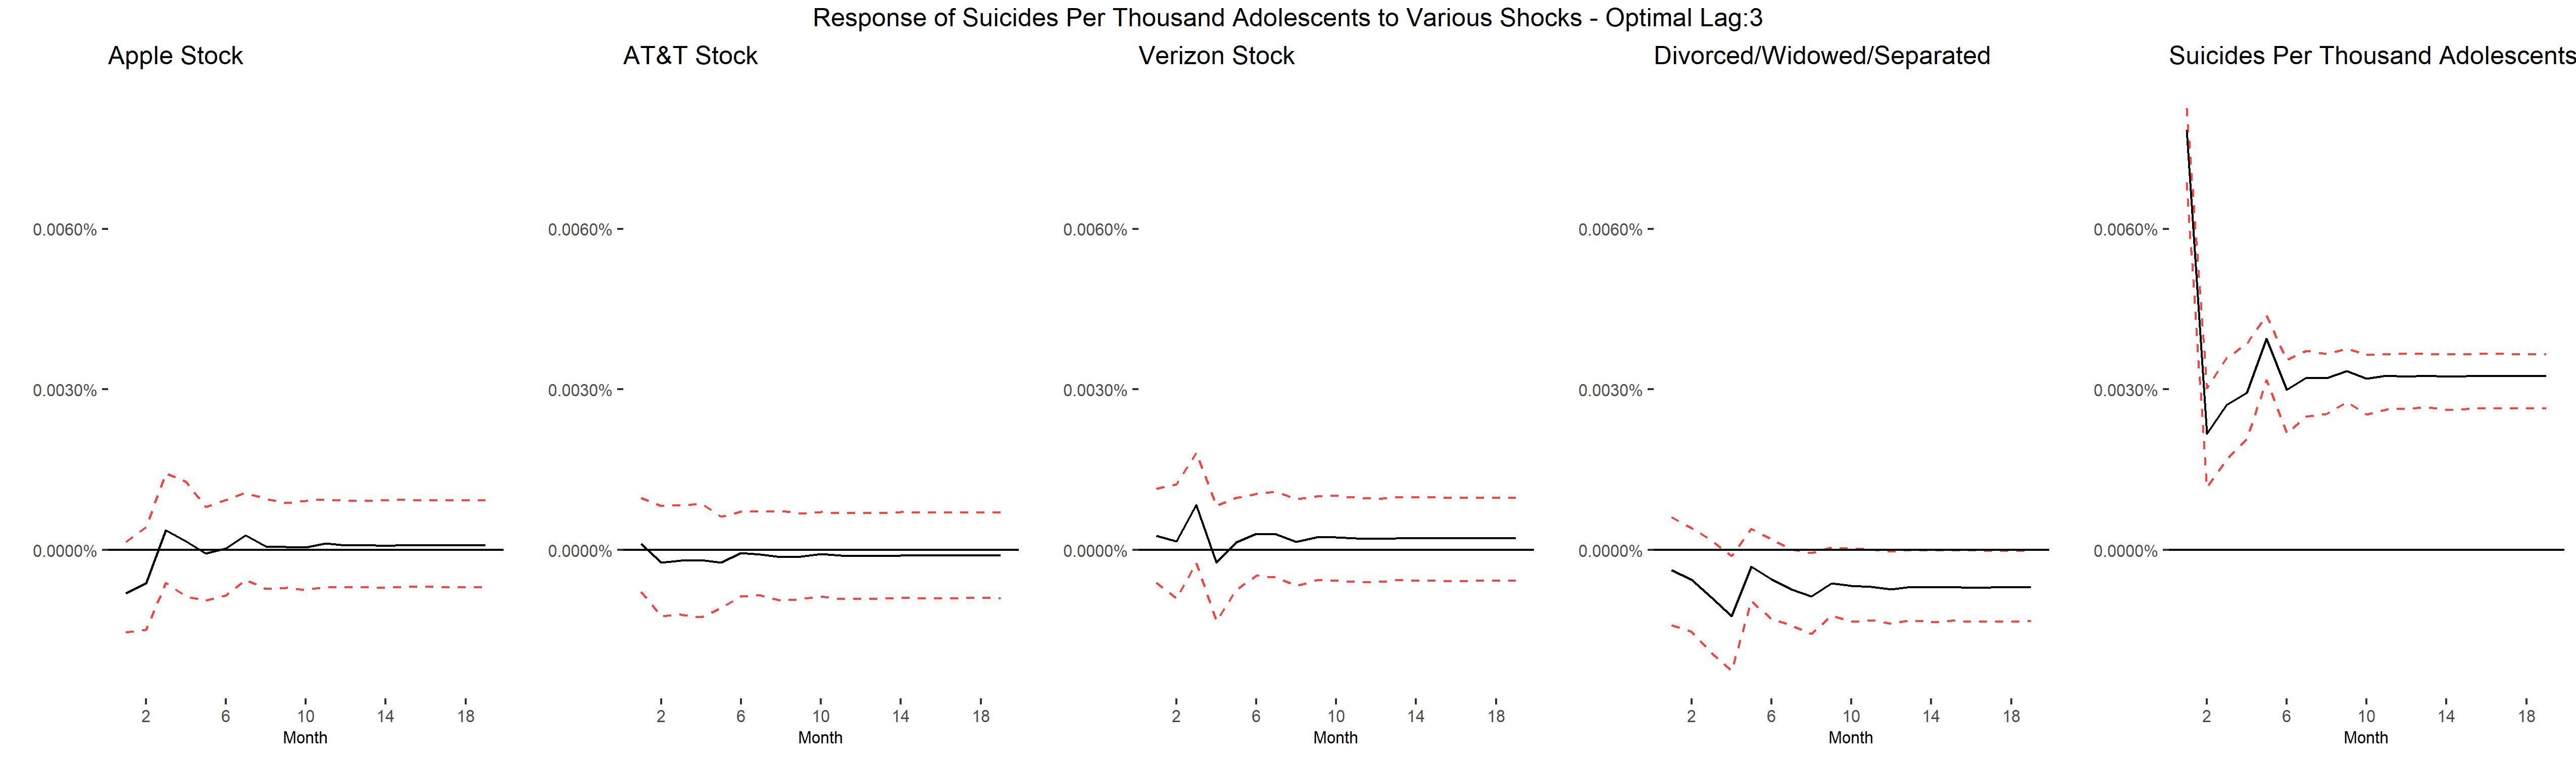 Response of Suicides Per Thousand Adolescents to Various Shocks - Optimal Lag:3
Apple Stock
0.0060%
0.0030%
0.0000%
2 6 10 14 18
Month
AT&T Stock
0.0060%
0.0030%
0.0000%
2 6 10 14 18
Month
Verizon Stock
0.0060%
0.0030%
0.0000%
2 6 10 14 18
Month
Divorced/Widowed/Separated
0.0060%
0.0030%
0.0000%
2 6 10 14 18
Month
Suicides Per Thousand Adolescents
0.0060%
0.0030%
0.0000%
2 6 10 14 18
Month